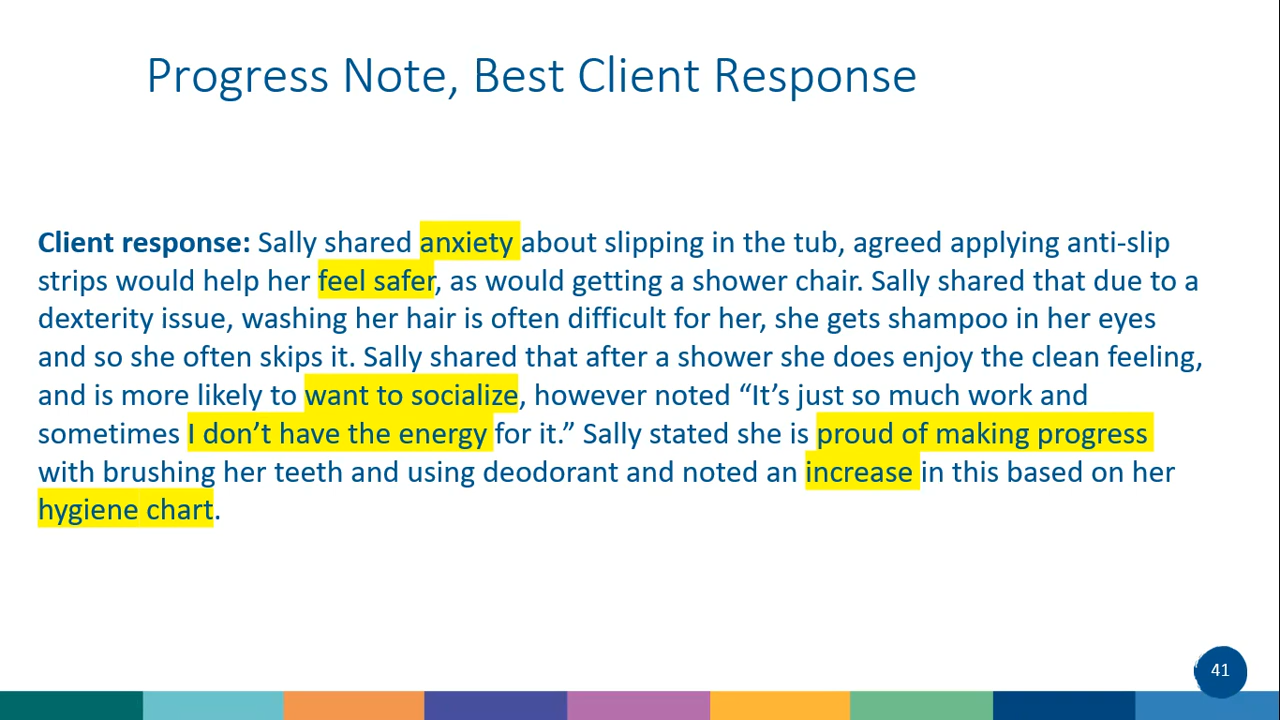 Progress Note, Best Client Response
Client response: Sally shared anxiety about slipping in the tub, agreed applying anti-slip
strips would help her feel safer, as would getting a shower chair. Sally shared that due to a
dexterity issue, washing her hair is often difficult for her, she gets shampoo in her eyes
and so she often skips it. Sally shared that after a shower she does enjoy the clean feeling,
and is more likely to want to socialize, however noted “It’s just so much work and
sometimes I don’t have the energy for it.” Sally stated she is proud of making progress
with brushing her teeth and using deodorant and noted an increase in this based on her
hygiene chart.
41